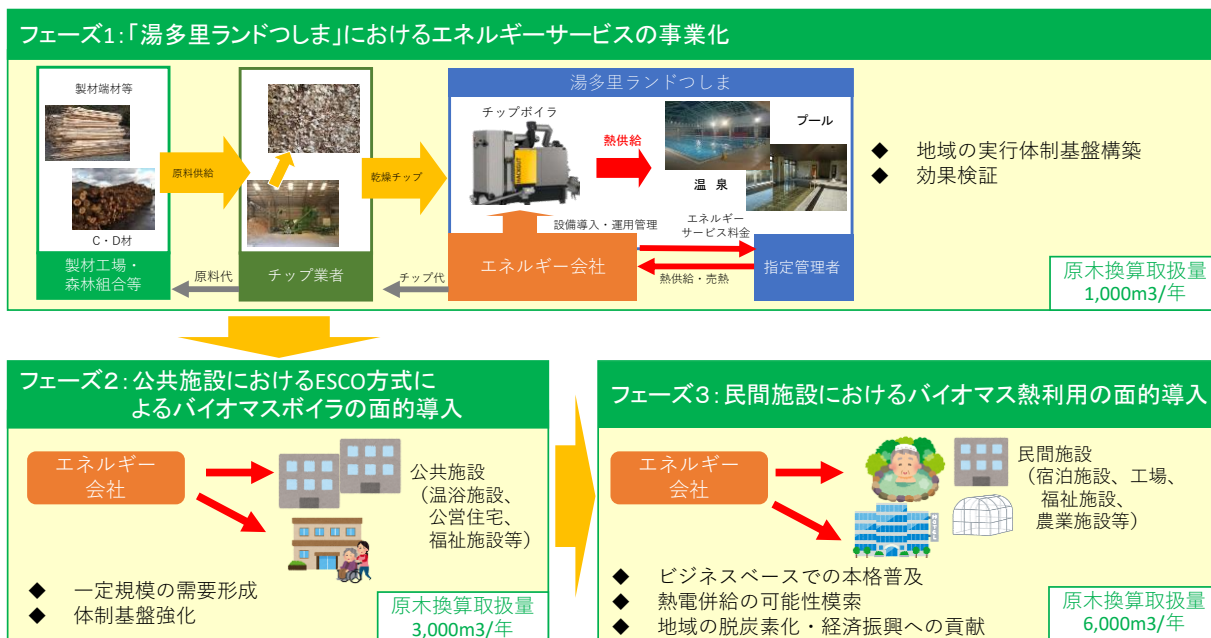 フェーズ1:「湯多里ランドつしま」におけるエネルギーサービスの事業化
製材端材等
C・D材
製材工場・
森林組合等
原料供給
原料代
チップ業者
乾燥チップ
チップ代
湯多里ランドつしま
チップボイラ
熱供給
プール
温 泉
設備導入・運用管理
エネルギー
サービス料金
エネルギー会社
熱供給・売熱
指定管理者
◆ 地域の実行体制基盤構築
◆ 効果検証
原木換算取扱量
1,000m3/年
フェーズ2:公共施設におけるESCO方式に
よるバイオマスボイラの面的導入
エネルギー
会社
公共施設
(温浴施設、
公営住宅、
福祉施設等)
◆ 一定規模の需要形成
◆ 体制基盤強化
原木換算取扱量
3,000m3/年
フェーズ3:民間施設におけるバイオマス熱利用の面的導入
エネルギー
会社
民間施設
(宿泊施設、工場、
福祉施設、
農業施設等)
◆ ビジネスベースでの本格普及
◆ 熱電併給の可能性模索
◆ 地域の脱炭素化・経済振興への貢献
原木換算取扱量
6,000m3/年